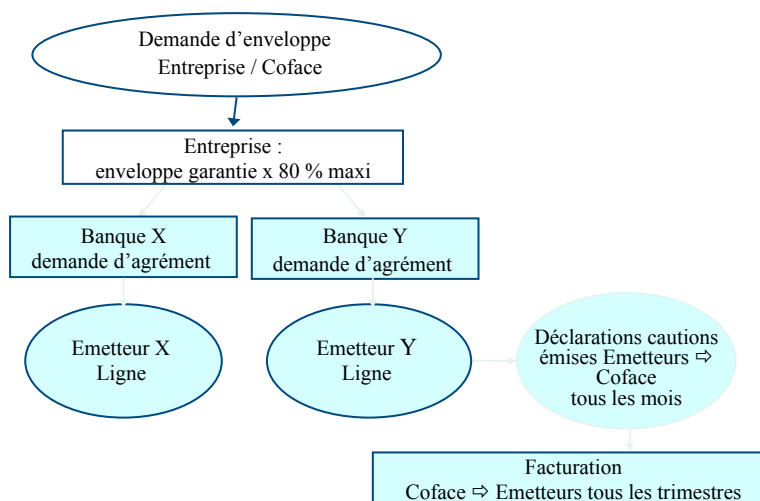 Demande d’enveloppe
Entreprise / Coface
Entreprise :
enveloppe garantie x 80 % maxi
Banque X
demande d’agrément
Banque Y
demande d’agrément
Emetteur X
Ligne
Emetteur Y
Ligne
Déclarations cautions
émises Emetteurs ⇨
Coface
tous les mois
Facturation
Coface ⇨ Emetteurs tous les trimestres